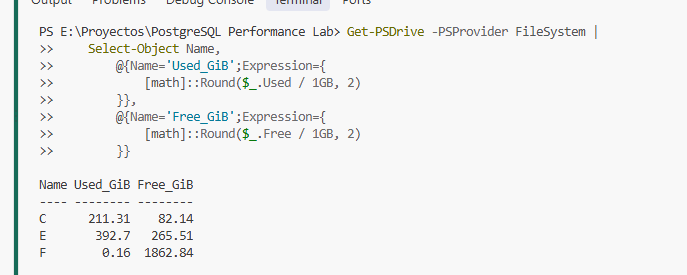 Output Problems Debug Console Terminal Ports
PS E:\Proyectos\PostgreSQL Performance Lab> Get-PSDrive -PSProvider FileSystem |
>>     Select-Object Name,
>>         @{Name='Used_GiB';Expression={
>>             [math]::Round($_.Used / 1GB, 2)
>>         }},
>>         @{Name='Free_GiB';Expression={
>>             [math]::Round($_.Free / 1GB, 2)
>>         }}
Name Used_GiB Free_GiB
---- -------- --------
C      211.31    82.14
E       392.7   265.51
F        0.16  1862.84